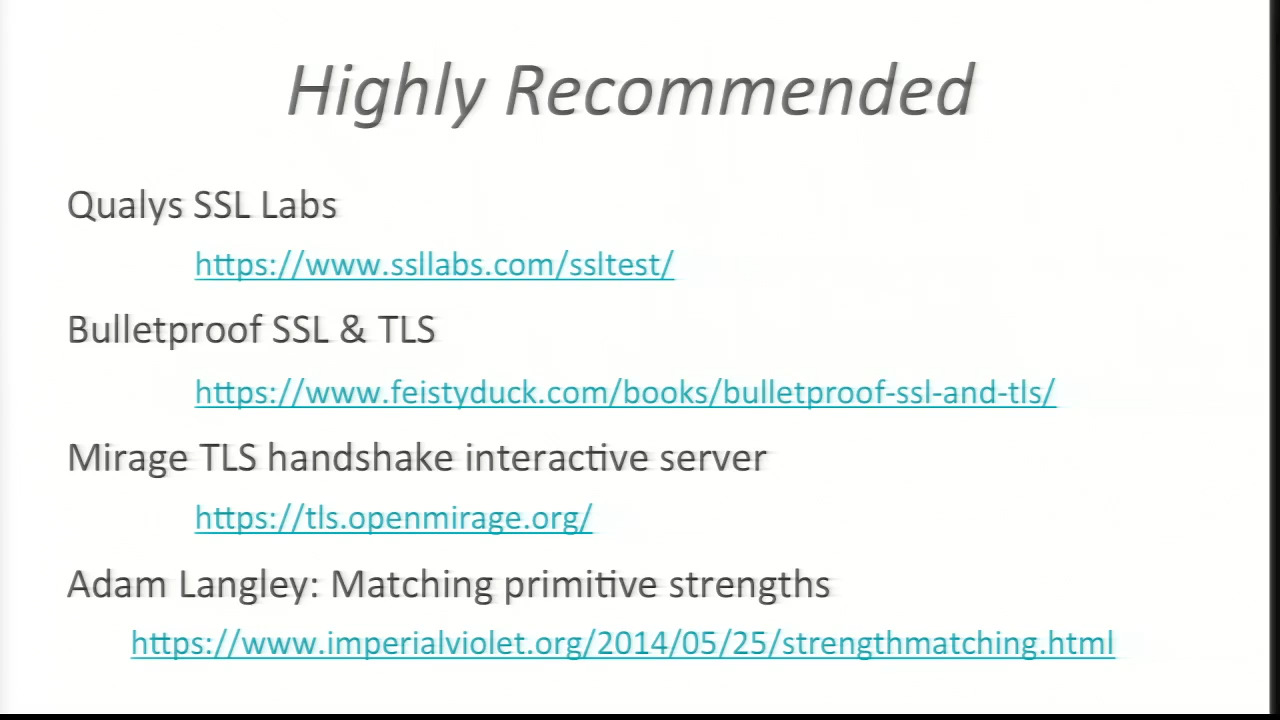 Highly Recommended
Qualys SSL Labs
https://www.ssllabs.com/ssltest/
Bulletproof SSL & TLS
https://www.feistyduck.com/books/bulletproof-ssl-and-tls/
Mirage TLS handshake interactive server
https://tls.openmirage.org/
Adam Langley: Matching primitive strengths
https://www.imperialviolet.org/2014/05/25/strengthmatching.html